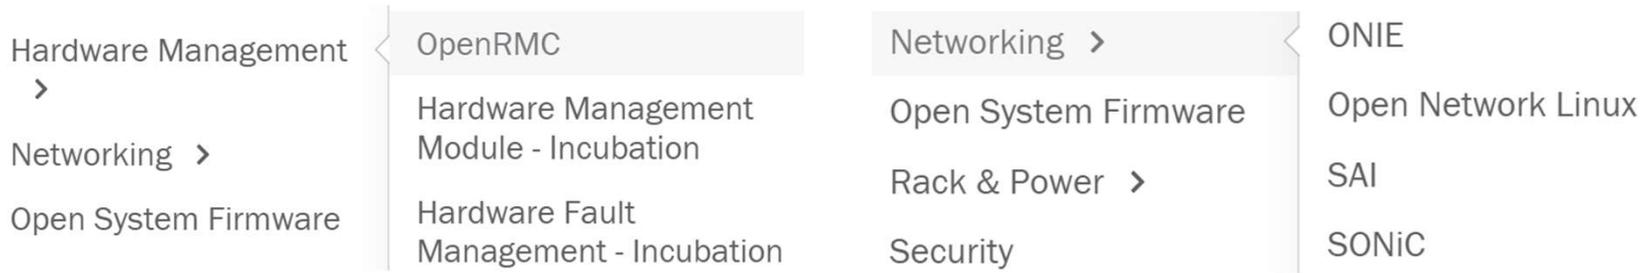 Hardware Management
Networking
Open System Firmware
OpenRMC
Hardware Management
Module - Incubation
Hardware Fault
Management - Incubation
Networking
Open System Firmware
Rack & Power
Security
ONIE
Open Network Linux
SAI
SONiC